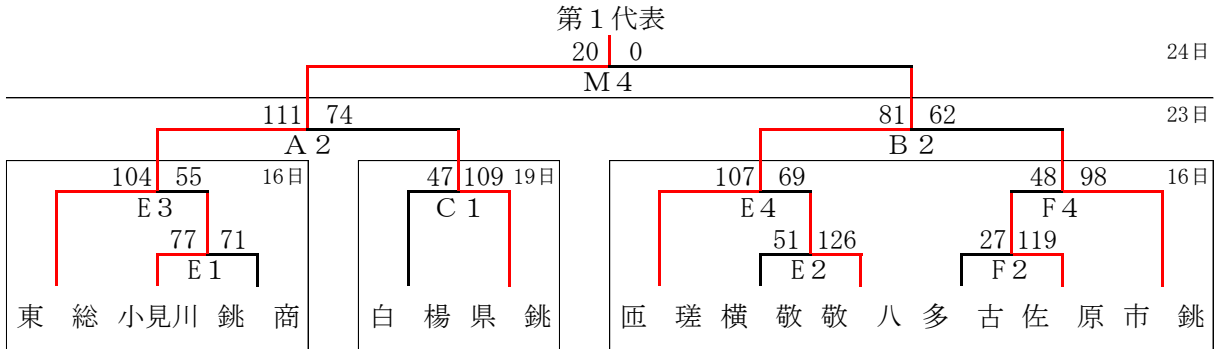 第１代表
20 0 24日
Ｍ４
111 74 81 62 23日
Ａ２ Ｂ２
104 55 16日 47 109 19日 107 69 48 98 16日
Ｅ３ Ｃ１ Ｅ４ Ｆ４
77 71 51 126 27 119
Ｅ１ Ｅ２ Ｆ２
東総 小見川 銚商 白楊 県銚 匝瑳 横敬 敬八 多古 佐原 市銚